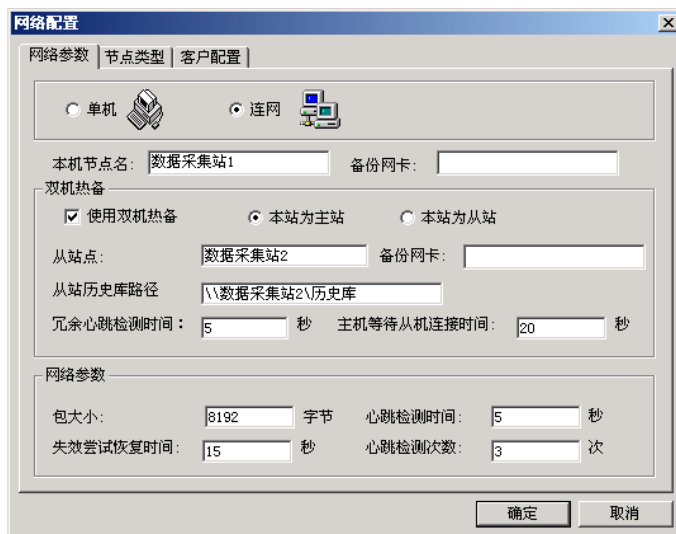 网络配置
网络参数 节点类型 客户配置
单机 连网
本机节点名: 数据采集站1 备份网卡:
双机热备
使用双机热备 本站为主站 本站为从站
从站点: 数据采集站2 备份网卡:
从站历史库路径 \\数据采集站2\历史库
冗余心跳检测时间: 5 秒 主机等待从机连接时间: 20 秒
网络参数
包大小: 8192 字节 心跳检测时间: 5 秒
失效尝试恢复时间: 15 秒 心跳检测次数: 3 次
确定 取消